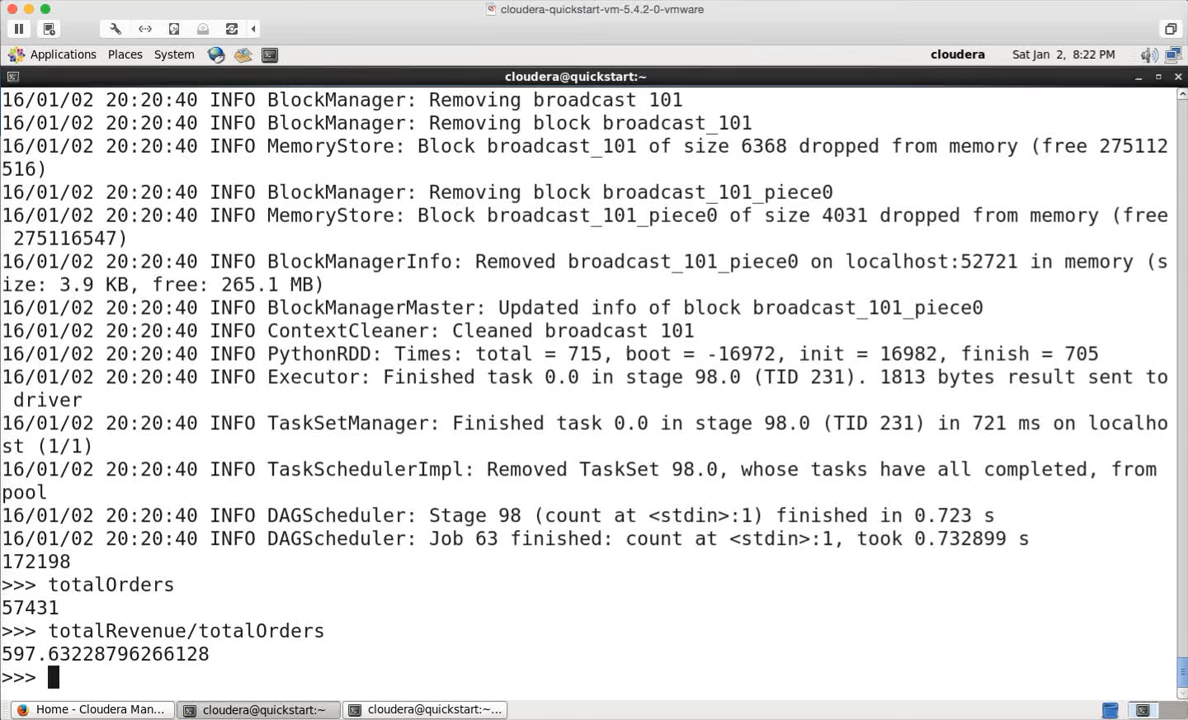 cloudera-quickstart-vm-5.4.2-0-vmware
Applications Places System cloudera Sat Jan 2, 8:22 PM
cloudera@quickstart:~
16/01/02 20:20:40 INFO BlockManager: Removing broadcast 101
16/01/02 20:20:40 INFO BlockManager: Removing block broadcast_101
16/01/02 20:20:40 INFO MemoryStore: Block broadcast_101 of size 6368 dropped from memory (free 275112
516)
16/01/02 20:20:40 INFO BlockManager: Removing block broadcast_101_piece0
16/01/02 20:20:40 INFO MemoryStore: Block broadcast_101_piece0 of size 4031 dropped from memory (free
275116547)
16/01/02 20:20:40 INFO BlockManagerInfo: Removed broadcast_101_piece0 on localhost:52721 in memory (s
ize: 3.9 KB, free: 265.1 MB)
16/01/02 20:20:40 INFO BlockManagerMaster: Updated info of block broadcast_101_piece0
16/01/02 20:20:40 INFO ContextCleaner: Cleaned broadcast 101
16/01/02 20:20:40 INFO PythonRDD: Times: total = 715, boot = -16972, init = 16982, finish = 705
16/01/02 20:20:40 INFO Executor: Finished task 0.0 in stage 98.0 (TID 231). 1813 bytes result sent to
driver
16/01/02 20:20:40 INFO TaskSetManager: Finished task 0.0 in stage 98.0 (TID 231) in 721 ms on localho
st (1/1)
16/01/02 20:20:40 INFO TaskSchedulerImpl: Removed TaskSet 98.0, whose tasks have all completed, from
pool
16/01/02 20:20:40 INFO DAGScheduler: Stage 98 (count at <stdin>:1) finished in 0.723 s
16/01/02 20:20:40 INFO DAGScheduler: Job 63 finished: count at <stdin>:1, took 0.732899 s
172198
>>> totalOrders
57431
>>> totalRevenue/totalOrders
597.63228796266128
>>>
Home - Cloudera Man... cloudera@quickstart:~ cloudera@quickstart:~...